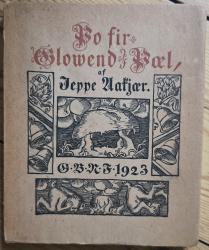 Po fir-
Glowend Pæl,
af
Jeppe Aakjær.
G·B·N·F·1923